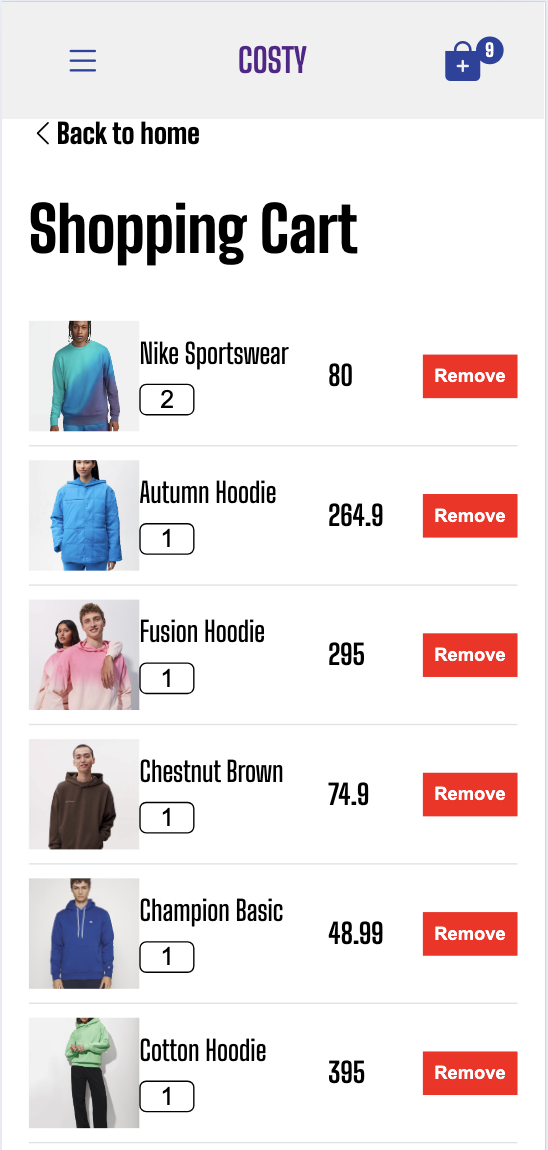 COSTY
9
Back to home
Shopping Cart
Nike Sportswear
2
80
Remove
Autumn Hoodie
1
264.9
Remove
Fusion Hoodie
1
295
Remove
Chestnut Brown
1
74.9
Remove
Champion Basic
1
48.99
Remove
Cotton Hoodie
1
395
Remove